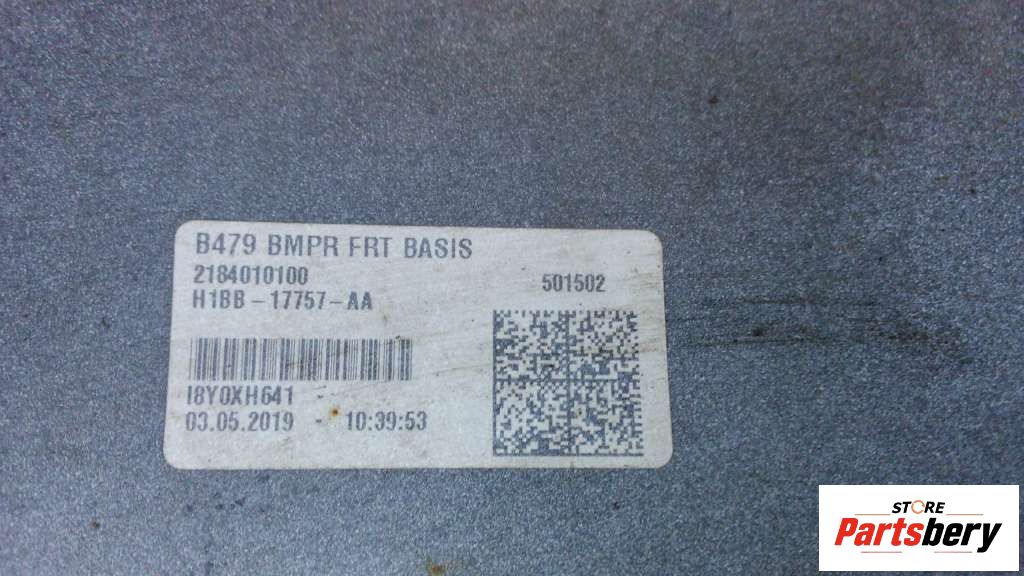 B479 BMPR FRT BASIS
2184010100
501502
H1BB-17757-AA
I8Y0XH641
03.05.2019 - 10:39:53
STORE
Partsbery